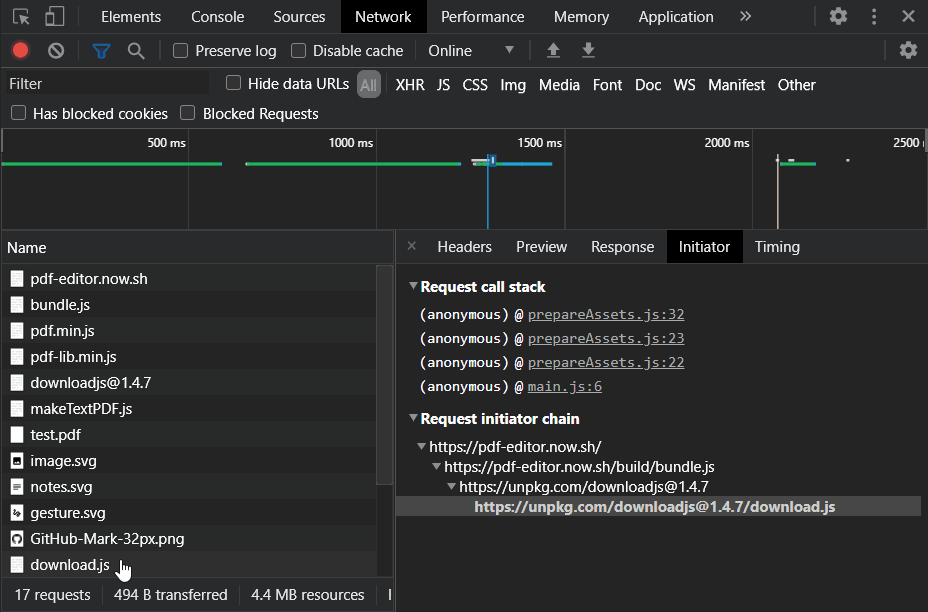 Elements Console Sources Network Performance Memory Application
Preserve log Disable cache Online
Filter Hide data URLs All XHR JS CSS Img Media Font Doc WS Manifest Other
Has blocked cookies Blocked Requests
500 ms 1000 ms 1500 ms 2000 ms 2500
Name
pdf-editor.now.sh
bundle.js
pdf.min.js
pdf-lib.min.js
downloadjs@1.4.7
makeTextPDF.js
test.pdf
image.svg
notes.svg
gesture.svg
GitHub-Mark-32px.png
download.js
17 requests 494 B transferred 4.4 MB resources
Headers Preview Response Initiator Timing
Request call stack
(anonymous) @ prepareAssets.js:32
(anonymous) @ prepareAssets.js:23
(anonymous) @ prepareAssets.js:22
(anonymous) @ main.js:6
Request initiator chain
https://pdf-editor.now.sh/
https://pdf-editor.now.sh/build/bundle.js
https://unpkg.com/downloadjs@1.4.7
https://unpkg.com/downloadjs@1.4.7/download.js